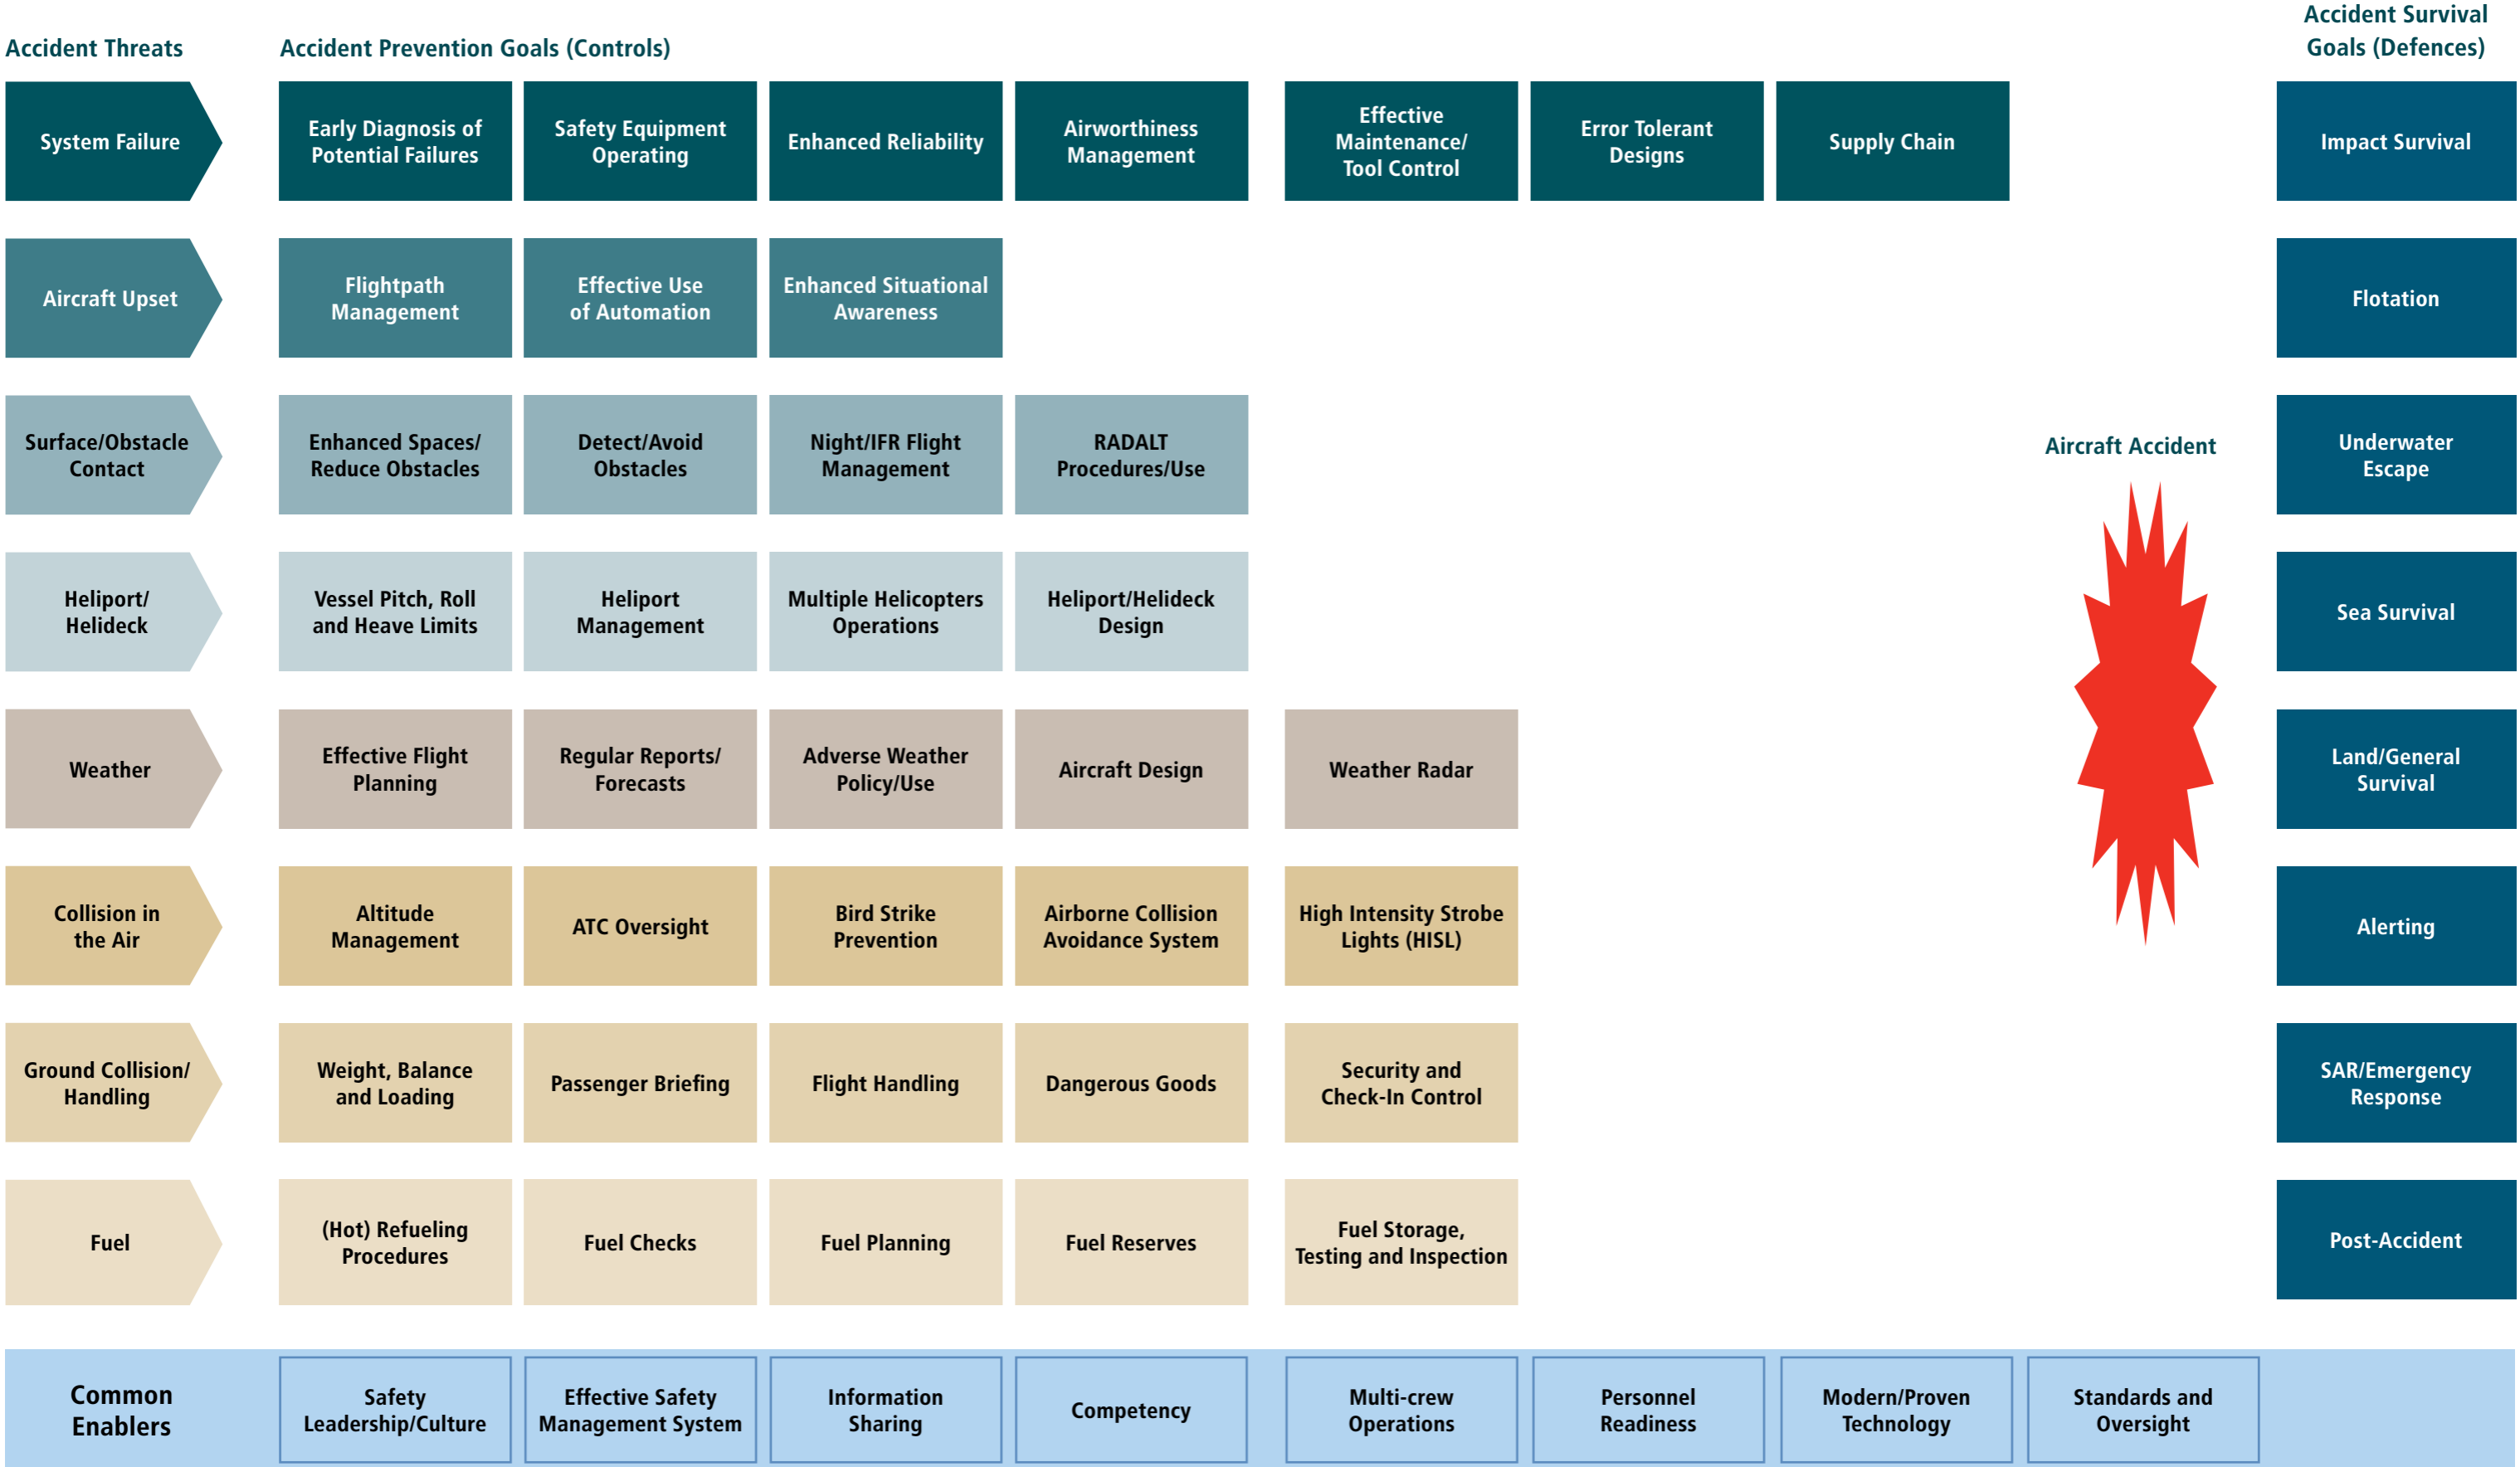 Accident Threats
Accident Prevention Goals (Controls)
Accident Survival
Goals (Defences)
System Failure
Early Diagnosis of
Potential Failures
Safety Equipment
Operating
Enhanced Reliability
Airworthiness
Management
Effective
Maintenance/
Tool Control
Error Tolerant
Designs
Supply Chain
Impact Survival
Aircraft Upset
Flightpath
Management
Effective Use
of Automation
Enhanced Situational
Awareness
Flotation
Surface/Obstacle
Contact
Enhanced Spaces/
Reduce Obstacles
Detect/Avoid
Obstacles
Night/IFR Flight
Management
RADALT
Procedures/Use
Aircraft Accident
Underwater
Escape
Heliport/
Helideck
Vessel Pitch, Roll
and Heave Limits
Heliport
Management
Multiple Helicopters
Operations
Heliport/Helideck
Design
Sea Survival
Weather
Effective Flight
Planning
Regular Reports/
Forecasts
Adverse Weather
Policy/Use
Aircraft Design
Weather Radar
Land/General
Survival
Collision in
the Air
Altitude
Management
ATC Oversight
Bird Strike
Prevention
Airborne Collision
Avoidance System
High Intensity Strobe
Lights (HISL)
Alerting
Ground Collision/
Handling
Weight, Balance
and Loading
Passenger Briefing
Flight Handling
Dangerous Goods
Security and
Check-In Control
SAR/Emergency
Response
Fuel
(Hot) Refueling
Procedures
Fuel Checks
Fuel Planning
Fuel Reserves
Fuel Storage,
Testing and Inspection
Post-Accident
Common
Enablers
Safety
Leadership/Culture
Effective Safety
Management System
Information
Sharing
Competency
Multi-crew
Operations
Personnel
Readiness
Modern/Proven
Technology
Standards and
Oversight